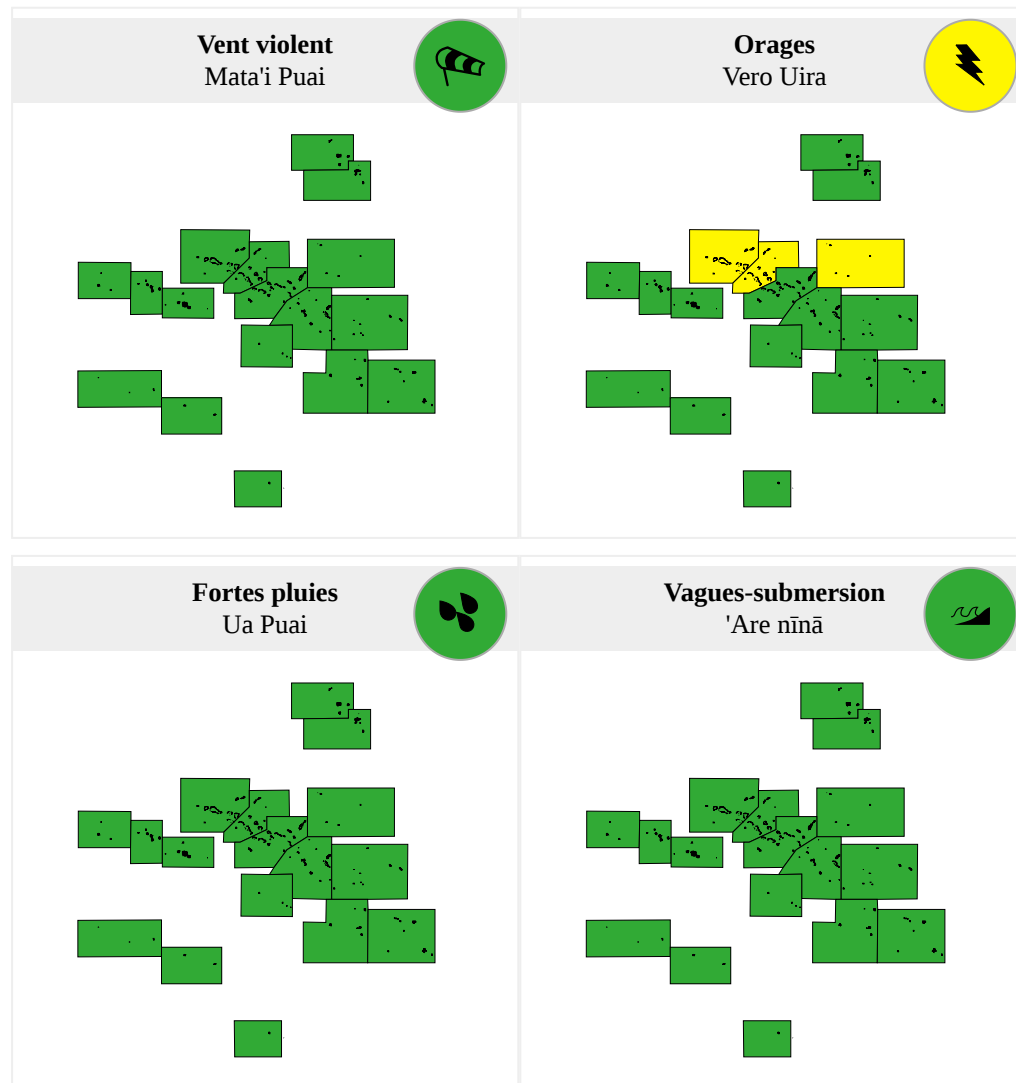 Vent violent
Mata'i Puai
Orages
Vero Uira
Fortes pluies
Ua Puai
Vagues-submersion
'Are nīnā